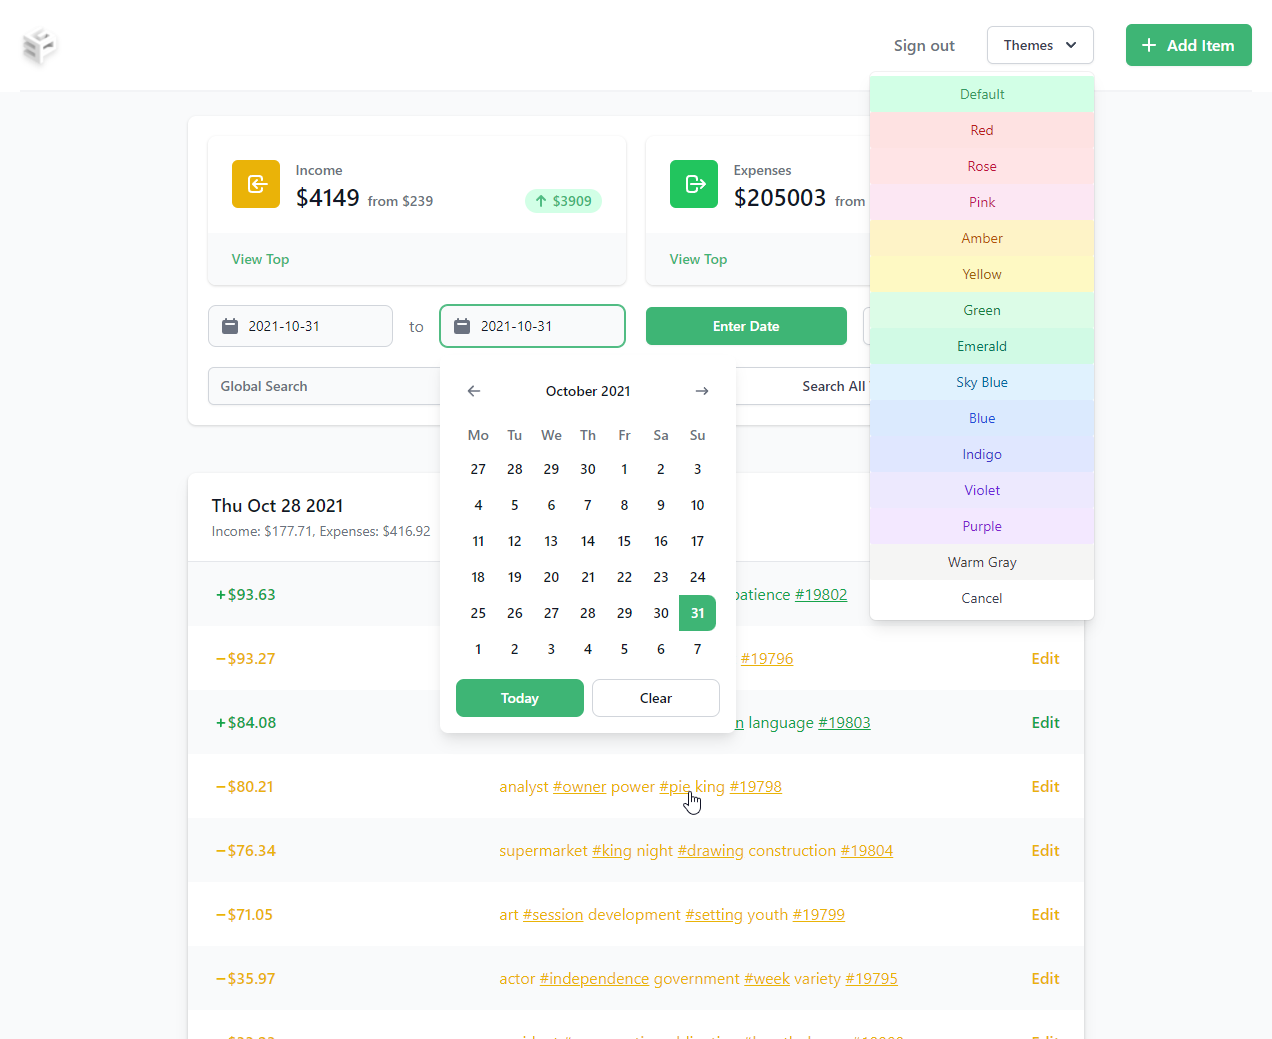 Sign out
Themes
Add Item
Default
Red
Rose
Pink
Amber
Yellow
Green
Emerald
Sky Blue
Blue
Indigo
Violet
Purple
Warm Gray
Cancel
Income
$4149 from $239
$3909
View Top
Expenses
$205003 from
View Top
2021-10-31
to
2021-10-31
Enter Date
Global Search
Search All
October 2021
Mo Tu We Th Fr Sa Su
27 28 29 30 1 2 3
4 5 6 7 8 9 10
11 12 13 14 15 16 17
18 19 20 21 22 23 24
25 26 27 28 29 30 31
1 2 3 4 5 6 7
Today
Clear
Thu Oct 28 2021
Income: $177.71, Expenses: $416.92
+$93.63 patience #19802
−$93.27 #19796 Edit
+$84.08 language #19803 Edit
−$80.21 analyst #owner power #pie king #19798 Edit
−$76.34 supermarket #king night #drawing construction #19804 Edit
−$71.05 art #session development #setting youth #19799 Edit
−$35.97 actor #independence government #week variety #19795 Edit